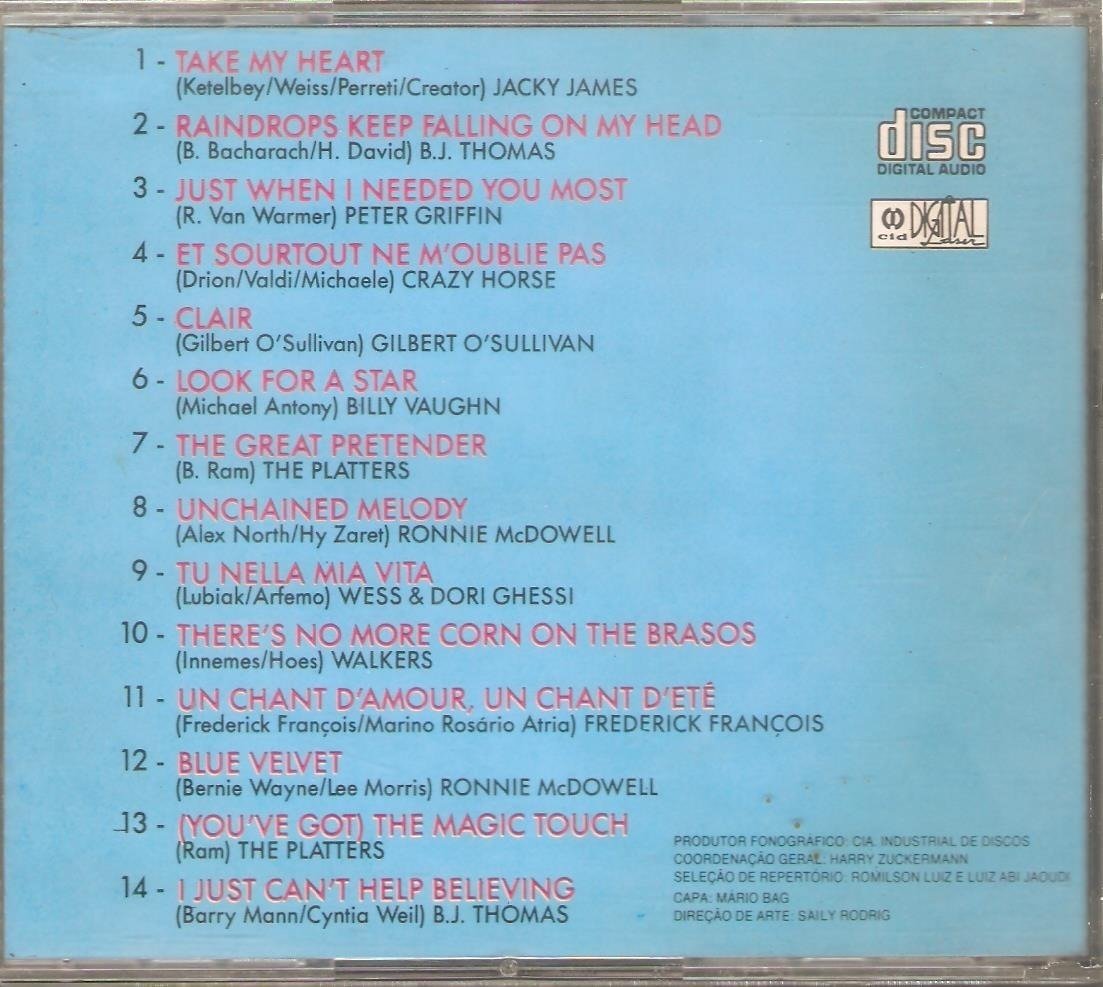 1 - TAKE MY HEART
(Ketelbey/Weiss/Perreti/Creator) JACKY JAMES
2 - RAINDROPS KEEP FALLING ON MY HEAD
(B. Bacharach/H. David) B.J. THOMAS
3 - JUST WHEN I NEEDED YOU MOST
(R. Van Warmer) PETER GRIFFIN
4 - ET SOURTOUT NE M'OUBLIE PAS
(Drion/Valdi/Michaele) CRAZY HORSE
5 - CLAIR
(Gilbert O'Sullivan) GILBERT O'SULLIVAN
6 - LOOK FOR A STAR
(Michael Antony) BILLY VAUGHN
7 - THE GREAT PRETENDER
(B. Ram) THE PLATTERS
8 - UNCHAINED MELODY
(Alex North/Hy Zaret) RONNIE McDOWELL
9 - TU NELLA MIA VITA
(Lubiak/Arfemo) WESS & DORI GHESSI
10 - THERE'S NO MORE CORN ON THE BRASOS
(Innemes/Hoes) WALKERS
11 - UN CHANT D'AMOUR, UN CHANT D'ETÉ
(Frederick François/Marino Rosário Atria) FREDERICK FRANÇOIS
12 - BLUE VELVET
(Bernie Wayne/Lee Morris) RONNIE McDOWELL
13 - (YOU'VE GOT) THE MAGIC TOUCH
(Ram) THE PLATTERS
14 - I JUST CAN'T HELP BELIEVING
(Barry Mann/Cyntia Weil) B.J. THOMAS
COMPACT
disc
DIGITAL AUDIO
cid DIGITAL
Laser
PRODUTOR FONOGRÁFICO: CIA. INDUSTRIAL DE DISCOS
COORDENAÇÃO GERAL: HARRY ZUCKERMANN
SELEÇÃO DE REPERTÓRIO: ROMILSON LUIZ E LUIZ ABI JAOUDI
CAPA: MÁRIO BAG
DIREÇÃO DE ARTE: SAILY RODRIG